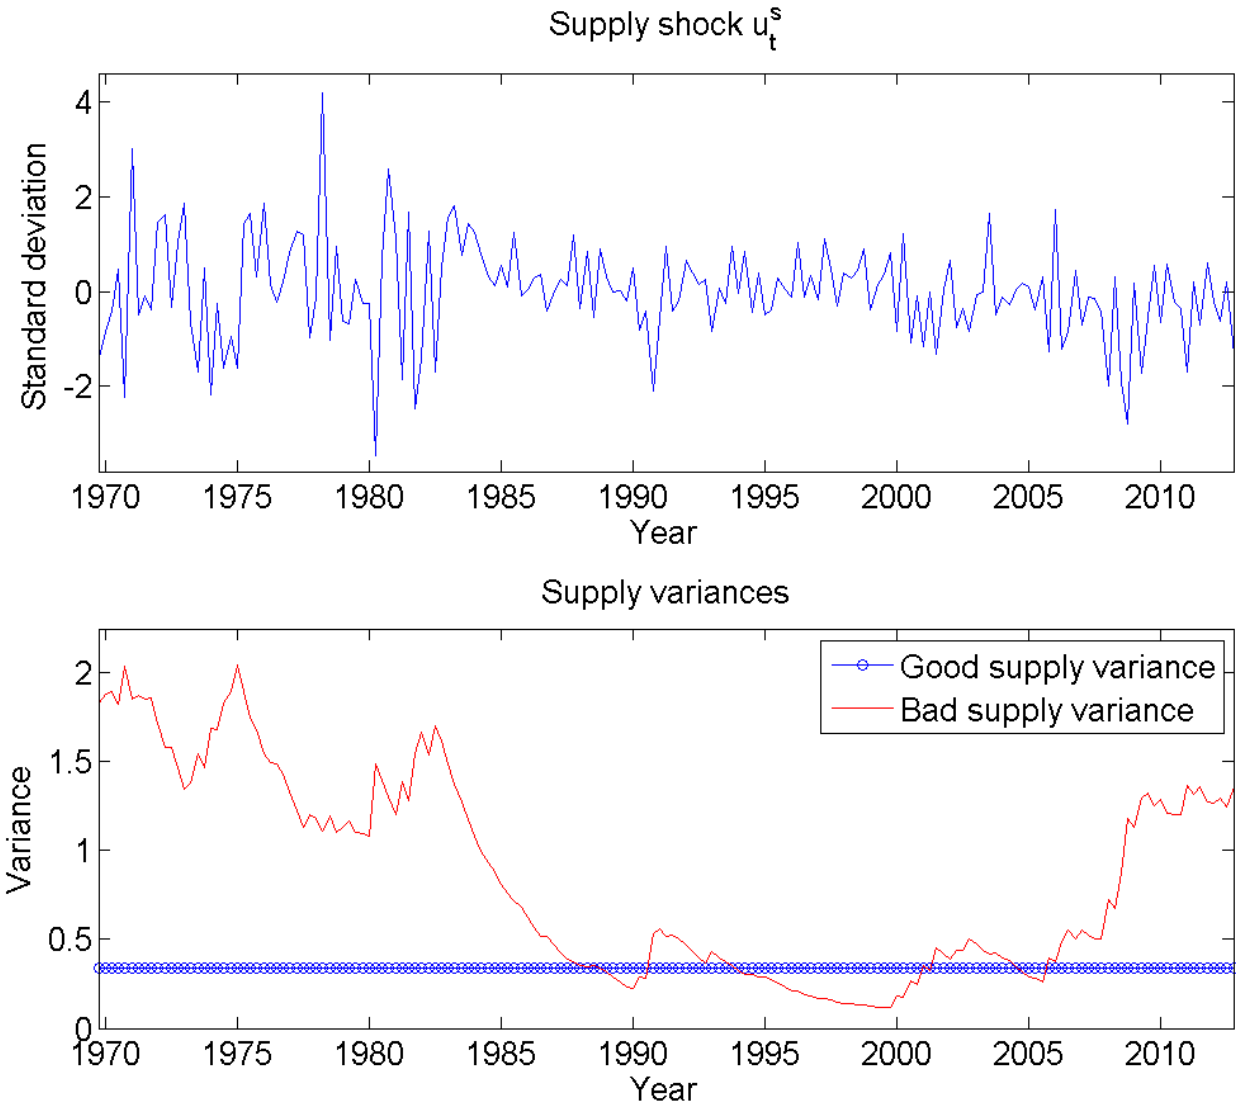 Supply shock u_t^s
Standard deviation
4
2
0
-2
1970 1975 1980 1985 1990 1995 2000 2005 2010
Year
Supply variances
Variance
2
1.5
1
0.5
0
Good supply variance
Bad supply variance
1970 1975 1980 1985 1990 1995 2000 2005 2010
Year